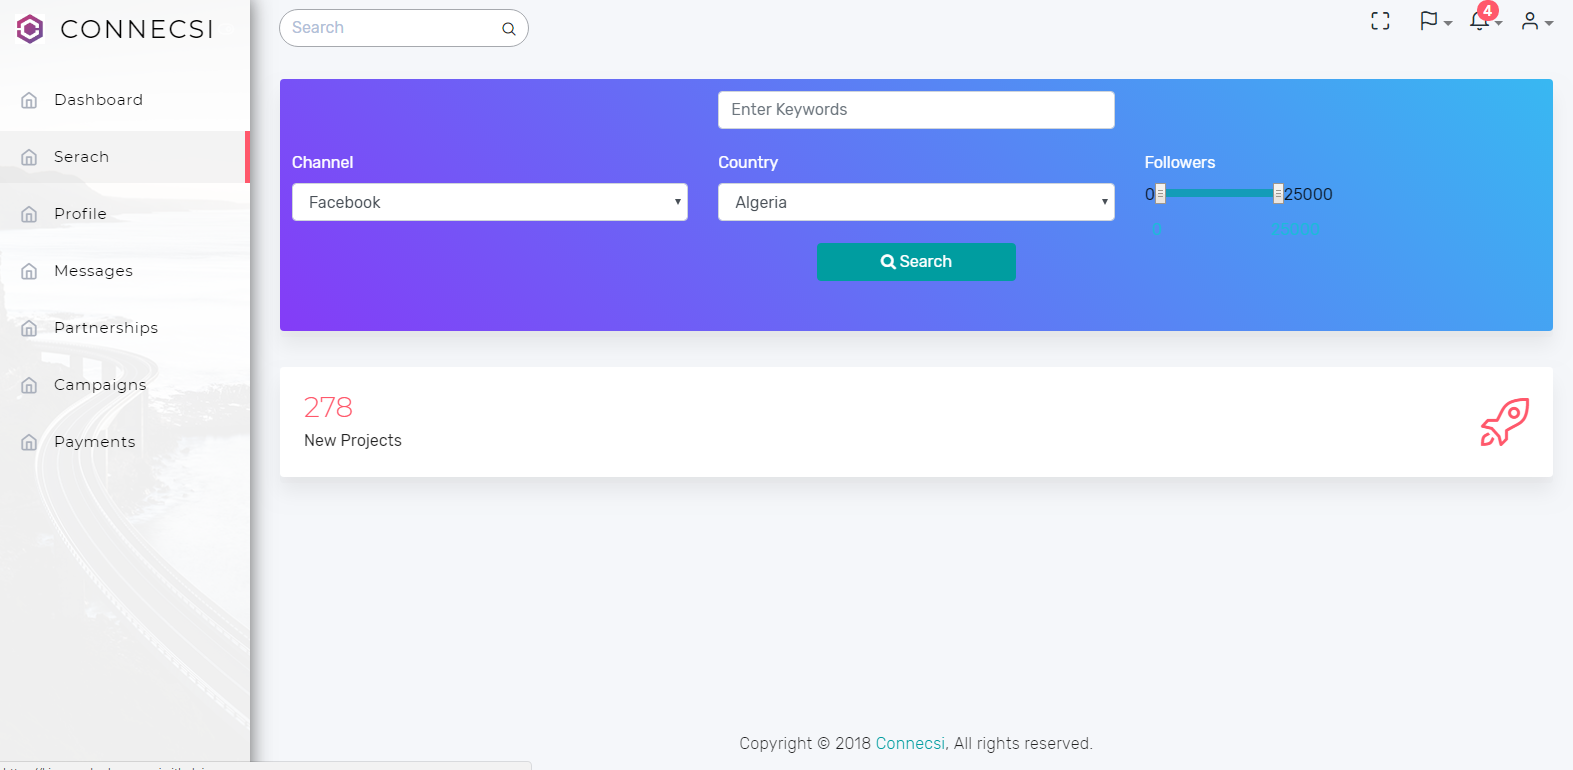 CONNECSI
Search
4
Dashboard
Serach
Profile
Messages
Partnerships
Campaigns
Payments
Enter Keywords
Channel
Country
Followers
Facebook
Algeria
0 25000
0 25000
Search
278
New Projects
Copyright © 2018 Connecsi, All rights reserved.